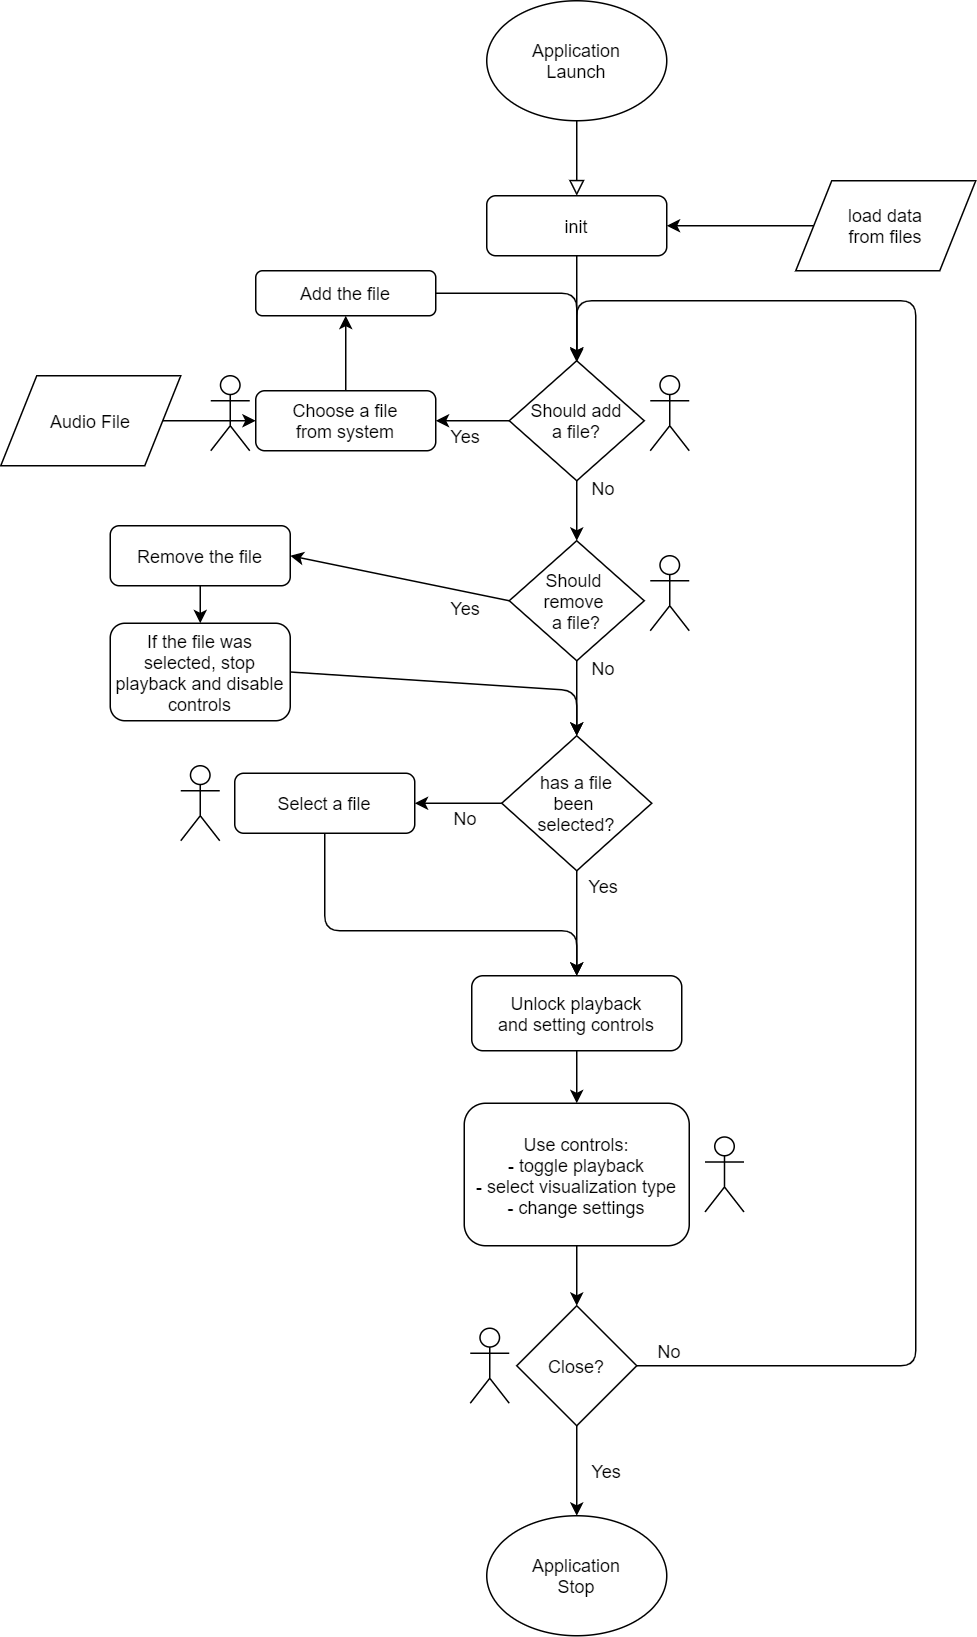 Application
Launch
init
load data
from files
Add the file
Audio File
Choose a file
from system
Yes
Should add
a file?
No
Remove the file
Yes
Should
remove
a file?
No
If the file was
selected, stop
playback and disable
controls
Select a file
No
has a file
been
selected?
Yes
Unlock playback
and setting controls
Use controls:
- toggle playback
- select visualization type
- change settings
Close?
No
Yes
Application
Stop